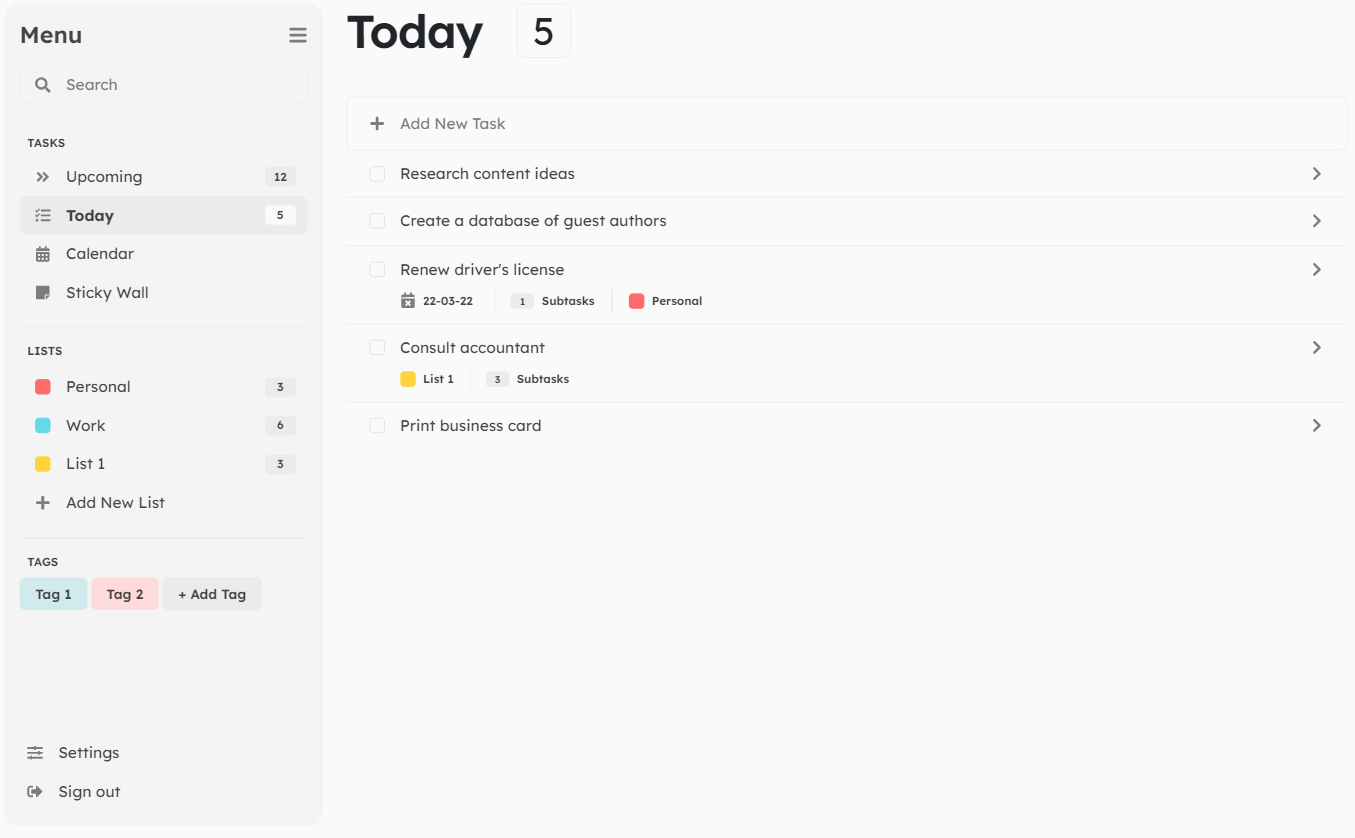 Menu
Search
TASKS
Upcoming 12
Today 5
Calendar
Sticky Wall
LISTS
Personal 3
Work 6
List 1 3
+ Add New List
TAGS
Tag 1 Tag 2 + Add Tag
Settings
Sign out
Today 5
+ Add New Task
Research content ideas
Create a database of guest authors
Renew driver's license
22-03-22 1 Subtasks Personal
Consult accountant
List 1 3 Subtasks
Print business card